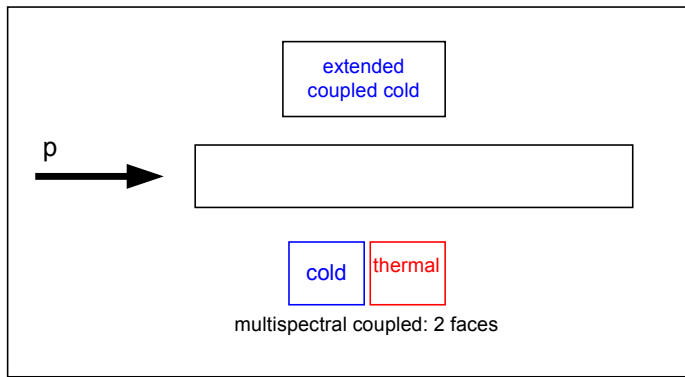 extended
coupled cold
p
cold
thermal
multispectral coupled: 2 faces